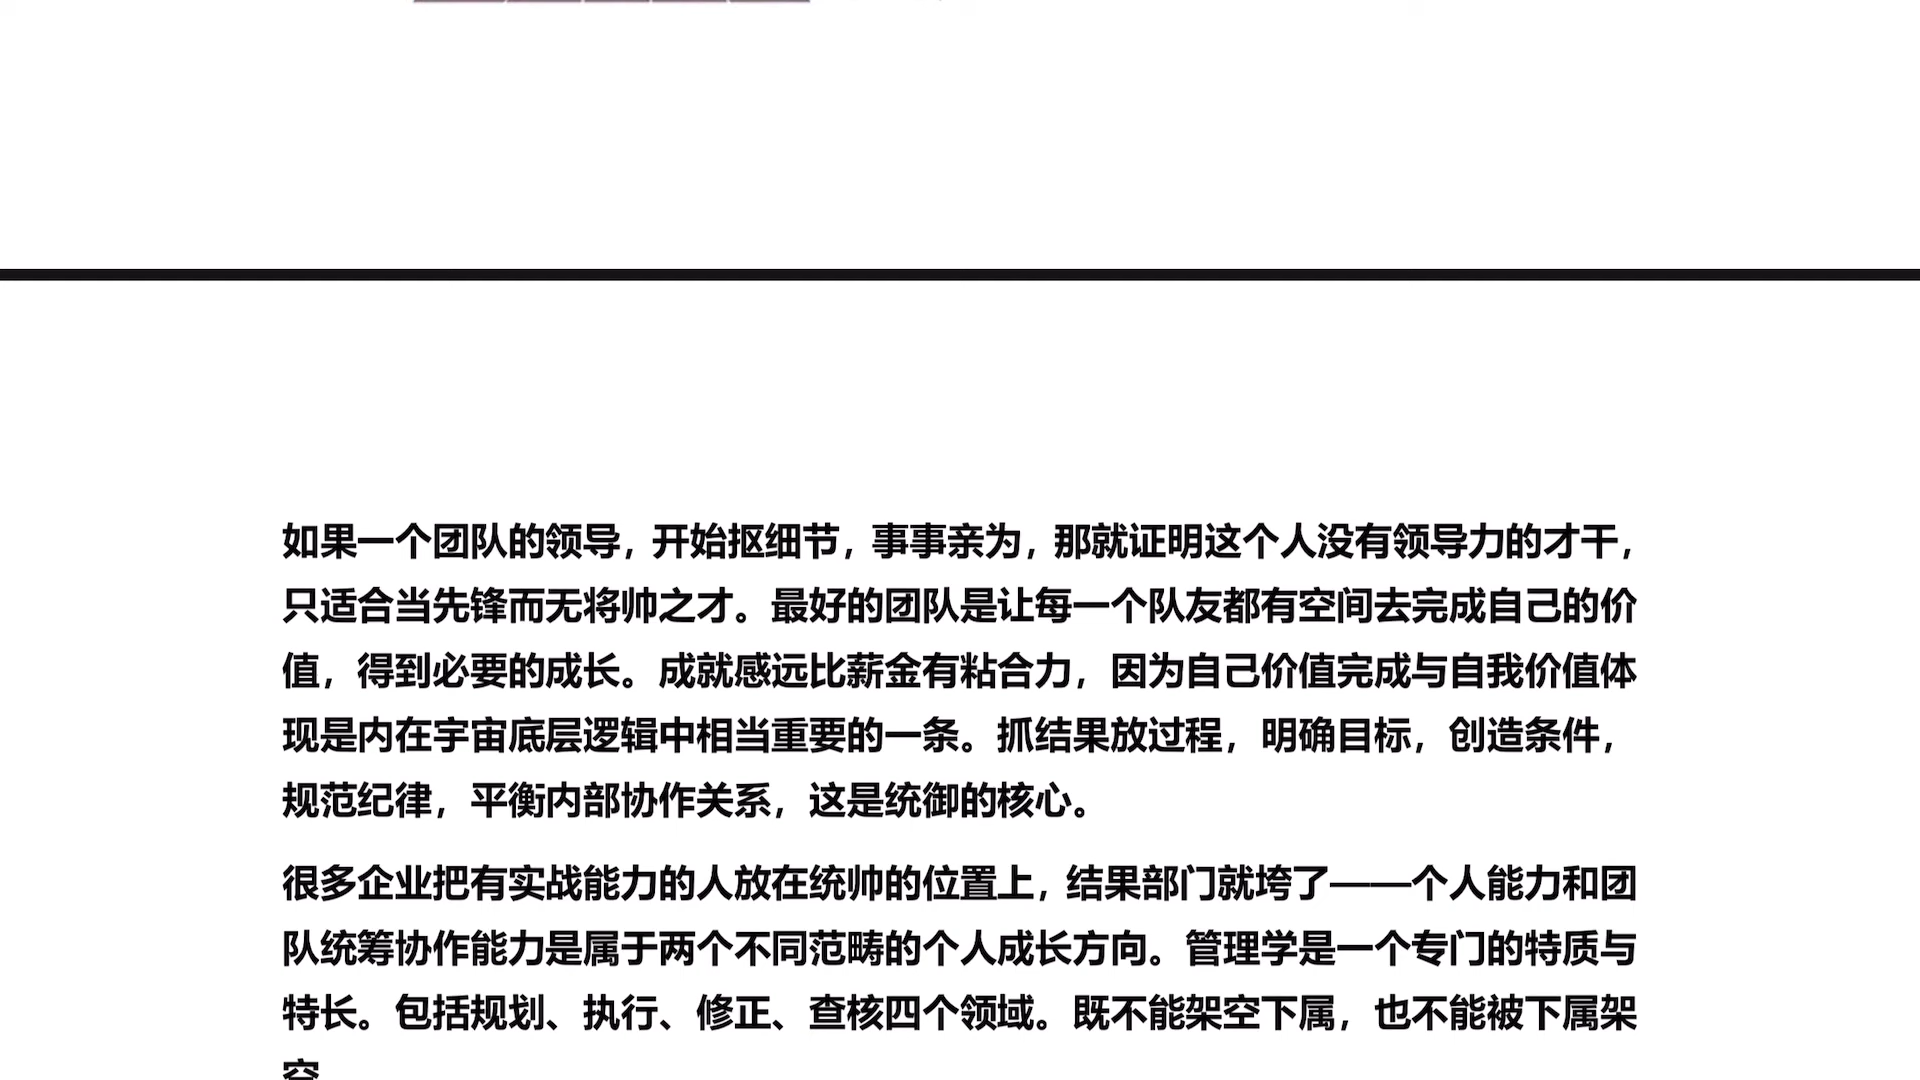 如果一个团队的领导，开始抠细节，事事亲为，那就证明这个人没有领导力的才干，
只适合当先锋而无将帅之才。最好的团队是让每一个队友都有空间去完成自己的价
值，得到必要的成长。成就感远比薪金有粘合力，因为自己价值完成与自我价值体
现是内在宇宙底层逻辑中相当重要的一条。抓结果放过程，明确目标，创造条件，
规范纪律，平衡内部协作关系，这是统御的核心。
很多企业把有实战能力的人放在统帅的位置上，结果部门就垮了——个人能力和团
队统筹协作能力是属于两个不同范畴的个人成长方向。管理学是一个专门的特质与
特长。包括规划、执行、修正、查核四个领域。既不能架空下属，也不能被下属架
空